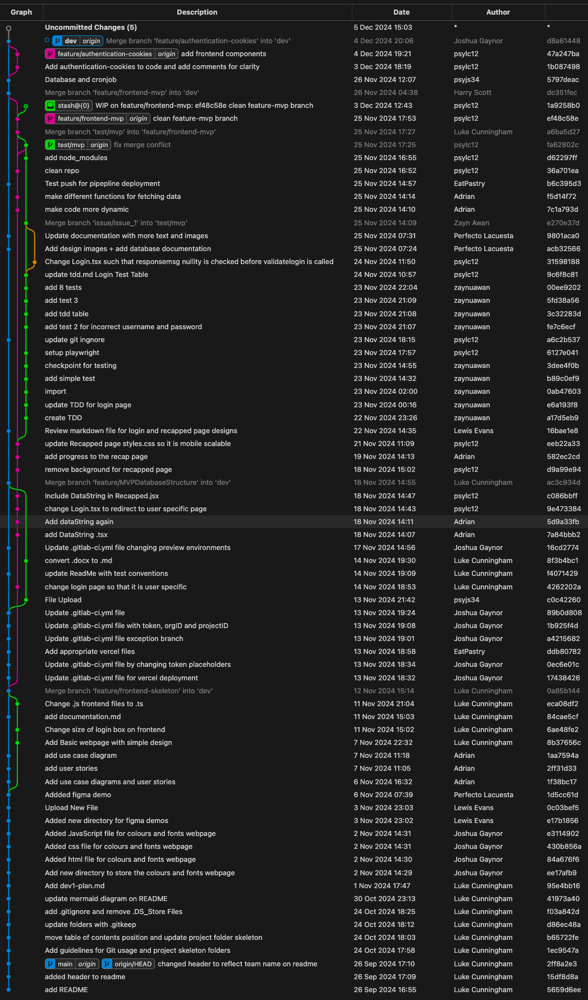 Graph Description Date Author
Uncommitted Changes (5) 5 Dec 2024 15:03 * *
dev origin Merge branch 'feature/authentication-cookies' into 'dev' 4 Dec 2024 20:06 Joshua Gaynor d8a61448
feature/authentication-cookies origin add frontend components 4 Dec 2024 19:21 psylc12 47a247ba
Add authentication-cookies to code and add comments for clarity 3 Dec 2024 18:19 psylc12 1b087498
Database and cronjob 26 Nov 2024 12:07 psyjs34 5797deac
Merge branch 'feature/frontend-mvp' into 'dev' 26 Nov 2024 04:38 Harry Scott dc351fec
stash@{0} WIP on feature/frontend-mvp: ef48c58e clean feature-mvp branch 3 Dec 2024 12:43 psylc12 1a9258b0
feature/frontend-mvp origin clean feature-mvp branch 25 Nov 2024 17:53 psylc12 ef48c58e
Merge branch 'test/mvp' into 'feature/frontend-mvp' 25 Nov 2024 17:27 Luke Cunningham a6ba5d27
test/mvp origin fix merge conflict 25 Nov 2024 17:25 psylc12 fa62802c
add node_modules 25 Nov 2024 16:55 psylc12 d62297ff
clean repo 25 Nov 2024 16:52 psylc12 36a701ea
Test push for pipepline deployment 25 Nov 2024 14:57 EatPastry b6c395d3
make different functions for fetching data 25 Nov 2024 14:14 Adrian f5d14f72
make code more dynamic 25 Nov 2024 14:10 Adrian 7c1a793d
Merge branch 'issue/issue_1' into 'test/mvp' 25 Nov 2024 14:09 Zayn Awan e270e37d
Update documentation with more text and images 25 Nov 2024 07:31 Perfecto Lacuesta 9801aca0
Add design images + add database documentation 25 Nov 2024 07:24 Perfecto Lacuesta acb32566
Change Login.tsx such that responsemsg nullity is checked before validatelogin is called 24 Nov 2024 11:50 psylc12 31598188
update tdd.md Login Test Table 24 Nov 2024 10:57 psylc12 9c6f8c81
add 8 tests 23 Nov 2024 22:04 zaynuawan 00ee9202
add test 3 23 Nov 2024 21:09 zaynuawan 5fd38a56
add tdd table 23 Nov 2024 21:08 zaynuawan 3c32283d
add test 2 for incorrect username and password 23 Nov 2024 21:07 zaynuawan fe7c6ecf
update git ingnore 23 Nov 2024 18:15 psylc12 a6c2b537
setup playwright 23 Nov 2024 17:57 psylc12 6127e041
checkpoint for testing 23 Nov 2024 14:55 zaynuawan 3dee4f0b
add simple test 23 Nov 2024 14:32 zaynuawan b89c0ef9
import 23 Nov 2024 02:00 zaynuawan 0ab47603
update TDD for login page 23 Nov 2024 00:16 zaynuawan e6a193f8
create TDD 22 Nov 2024 23:26 zaynuawan a17d5eb9
Review markdown file for login and recapped page designs 22 Nov 2024 14:35 Lewis Evans 16bae1e8
update Recapped page styles.css so it is mobile scalable 21 Nov 2024 11:09 psylc12 eeb22a33
add progress to the recap page 19 Nov 2024 14:13 Adrian 582ec2cd
remove background for recapped page 18 Nov 2024 15:02 psylc12 d9a99e94
Merge branch 'feature/MVPDatabaseStructure' into 'dev' 18 Nov 2024 14:55 Luke Cunningham ac3c934d
Include DataString in Recapped.jsx 18 Nov 2024 14:47 psylc12 c086bbff
change Login.tsx to redirect to user specific page 18 Nov 2024 14:43 psylc12 9e473384
Add dataString again 18 Nov 2024 14:11 Adrian 5d9a33fb
add DataString .tsx 18 Nov 2024 14:07 Adrian 7a84bbb2
Update .gitlab-ci.yml file changing preview environments 17 Nov 2024 14:56 Joshua Gaynor 16cd2774
convert .docx to .md 14 Nov 2024 19:30 Luke Cunningham 8f3b4bc1
update ReadMe with test conventions 14 Nov 2024 19:09 Luke Cunningham f4071429
change login page so that it is user specific 14 Nov 2024 18:53 Luke Cunningham 4262202a
File Upload 13 Nov 2024 21:42 psyjs34 c0c42260
Update .gitlab-ci.yml file 13 Nov 2024 19:24 Joshua Gaynor 89b0d808
Update .gitlab-ci.yml file with token, orgID and projectID 13 Nov 2024 19:08 Joshua Gaynor 1b925f4d
Update .gitlab-ci.yml file exception branch 13 Nov 2024 19:01 Joshua Gaynor a4215682
Add appropriate vercel files 13 Nov 2024 18:58 EatPastry ddb80782
Update .gitlab-ci.yml file by changing token placeholders 13 Nov 2024 18:34 Joshua Gaynor 0ec6e01c
Update .gitlab-ci.yml file for vercel deployment 13 Nov 2024 18:32 Joshua Gaynor 17438426
Merge branch 'feature/frontend-skeleton' into 'dev' 12 Nov 2024 15:14 Luke Cunningham 0a85b144
Change .js frontend files to .ts 11 Nov 2024 21:04 Luke Cunningham eca08df2
add documentation.md 11 Nov 2024 15:03 Luke Cunningham 84cae5cf
Change size of login box on frontend 11 Nov 2024 15:02 Luke Cunningham 6ae48fe2
Add Basic webpage with simple design 7 Nov 2024 22:32 Luke Cunningham 8b37656c
add use case diagram 7 Nov 2024 11:18 Adrian 1aa7594a
add user stories 7 Nov 2024 11:05 Adrian 2ff31d33
Add use case diagrams and user stories 6 Nov 2024 16:32 Adrian 1f38bc17
Addded figma demo 6 Nov 2024 07:39 Perfecto Lacuesta 1d5cc61d
Upload New File 3 Nov 2024 23:03 Lewis Evans 0c03bef5
Added new directory for figma demos 3 Nov 2024 23:02 Lewis Evans e17b1856
Added JavaScript file for colours and fonts webpage 2 Nov 2024 14:31 Joshua Gaynor e3114902
Added css file for colours and fonts webpage 2 Nov 2024 14:31 Joshua Gaynor 430b856a
Added html file for colours and fonts webpage 2 Nov 2024 14:30 Joshua Gaynor 84a676f6
Add new directory to store the colours and fonts webpage 2 Nov 2024 14:29 Joshua Gaynor ee17afb9
Add dev1-plan.md 1 Nov 2024 17:47 Luke Cunningham 95e4bb16
update mermaid diagram on README 30 Oct 2024 23:13 Luke Cunningham 41973a40
add .gitignore and remove .DS_Store Files 24 Oct 2024 18:25 Luke Cunningham f03a842d
update folders with .gitkeep 24 Oct 2024 18:12 Luke Cunningham d86ec48a
move table of contents position and update project folder skeleton 24 Oct 2024 18:03 Luke Cunningham b65722fe
Add guidelines for Git usage and project skeleton folders 24 Oct 2024 17:58 Luke Cunningham 1ec9547a
main origin origin/HEAD changed header to reflect team name on readme 26 Sep 2024 17:10 Luke Cunningham 2ff8a2e3
added header to readme 26 Sep 2024 17:09 Luke Cunningham 15df8d8a
add README 26 Sep 2024 16:55 Luke Cunningham 5659d6ee